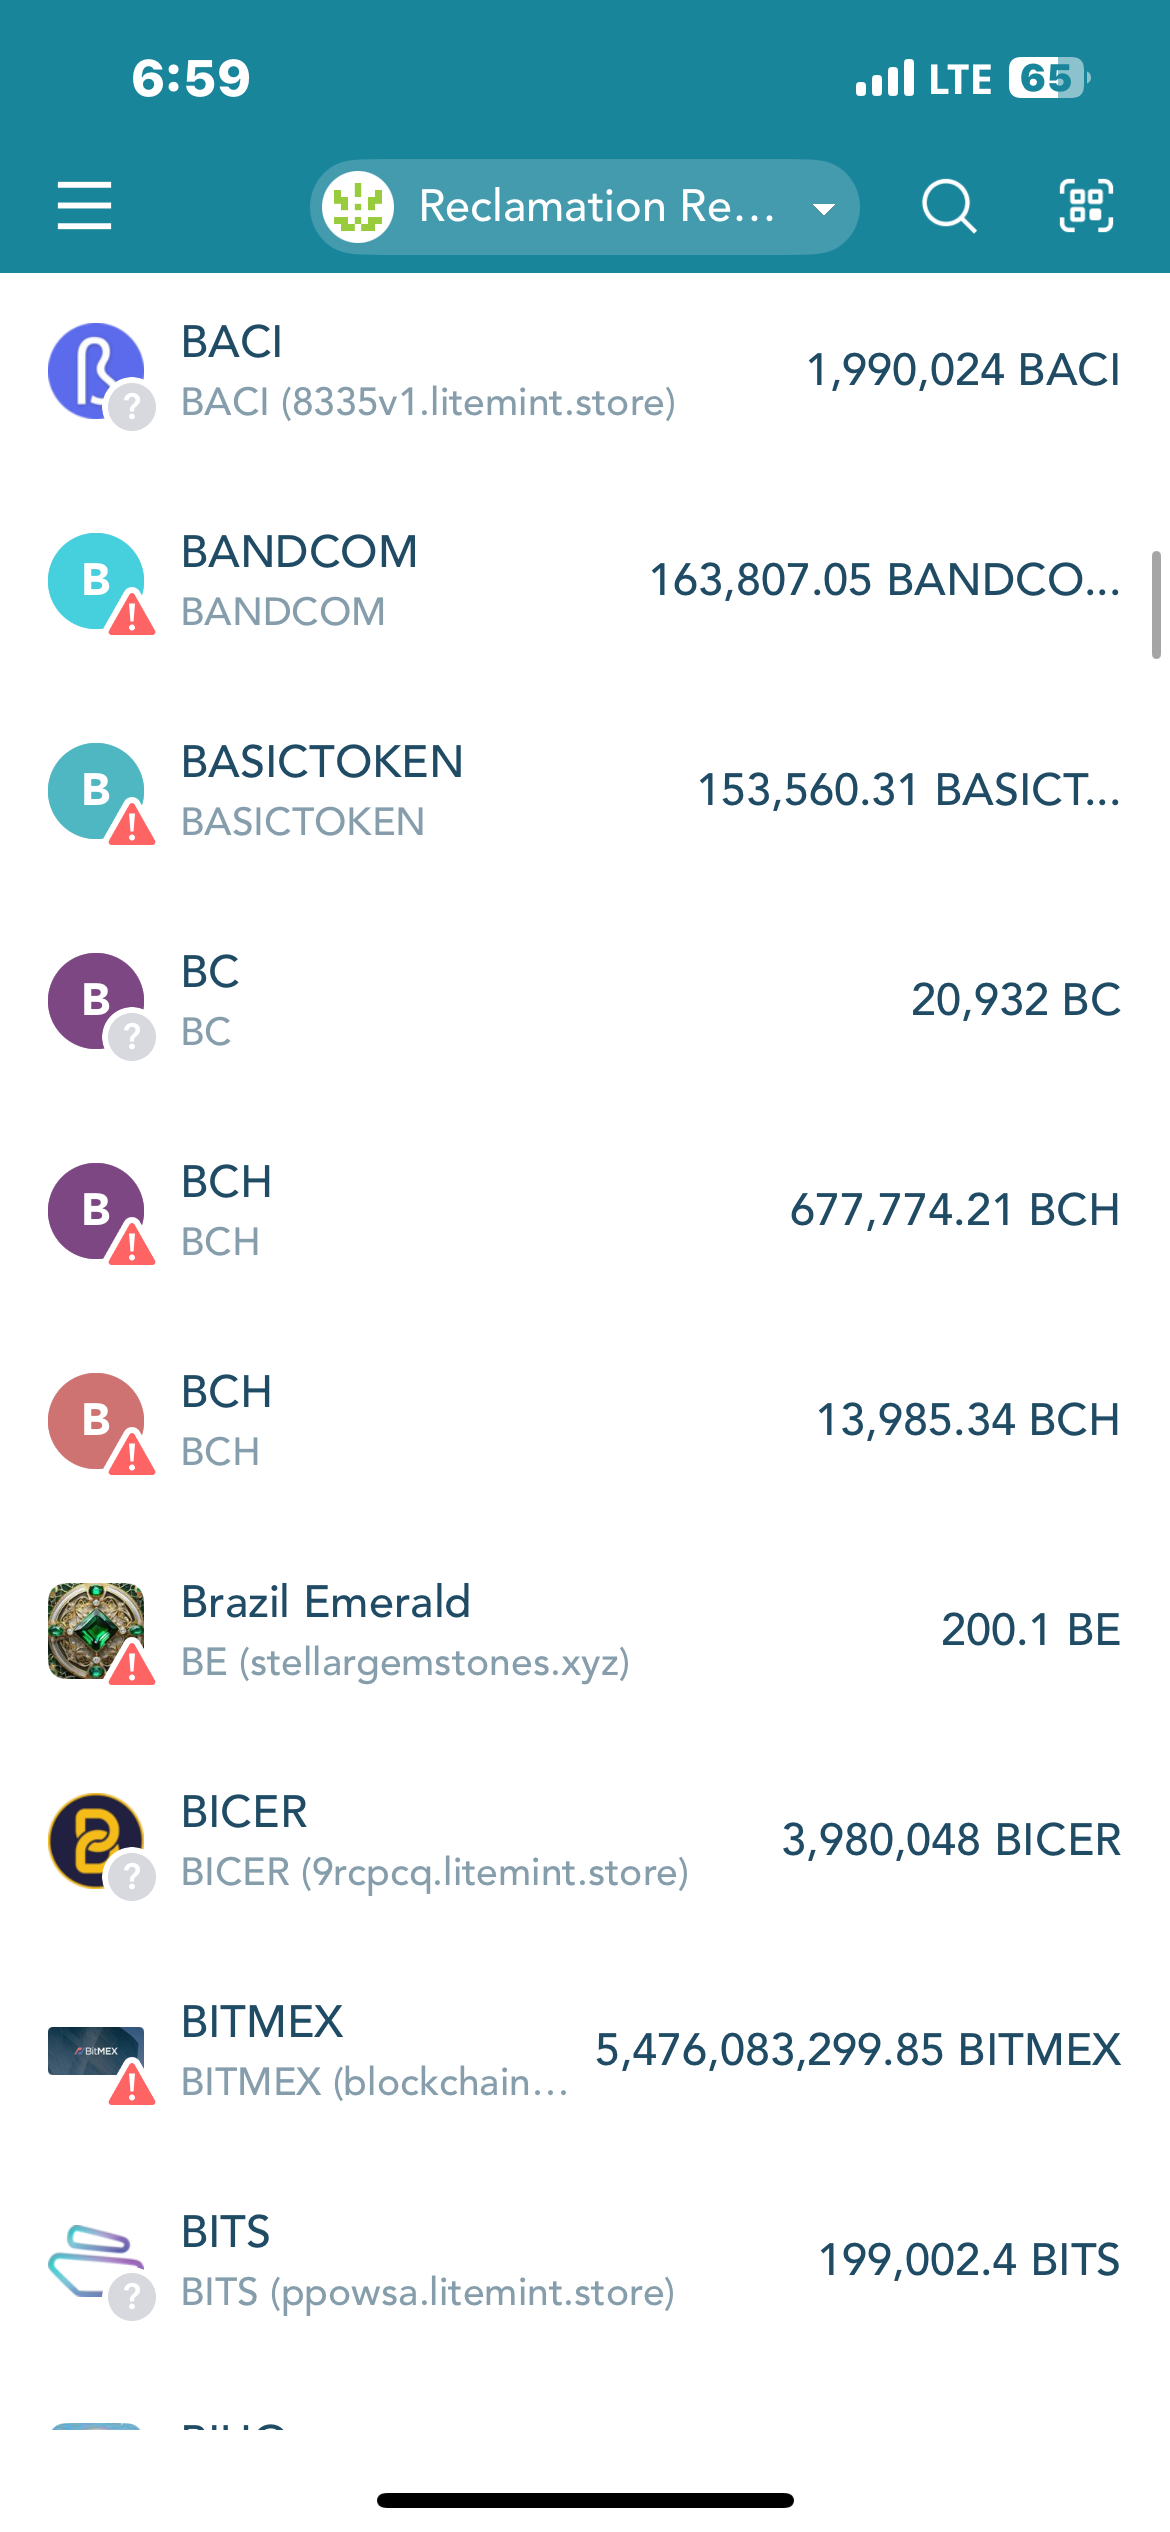 6:59
LTE 65
Reclamation Re...
BACI
1,990,024 BACI
BACI (8335v1.litemint.store)
B
BANDCOM
163,807.05 BANDCO...
BANDCOM
B
BASICTOKEN
153,560.31 BASICT...
BASICTOKEN
B
BC
20,932 BC
BC
B
BCH
677,774.21 BCH
BCH
B
BCH
13,985.34 BCH
BCH
Brazil Emerald
200.1 BE
BE (stellargemstones.xyz)
BICER
3,980,048 BICER
BICER (9rcpcq.litemint.store)
BitMEX
BITMEX
5,476,083,299.85 BITMEX
BITMEX (blockchain...
BITS
199,002.4 BITS
BITS (ppowsa.litemint.store)